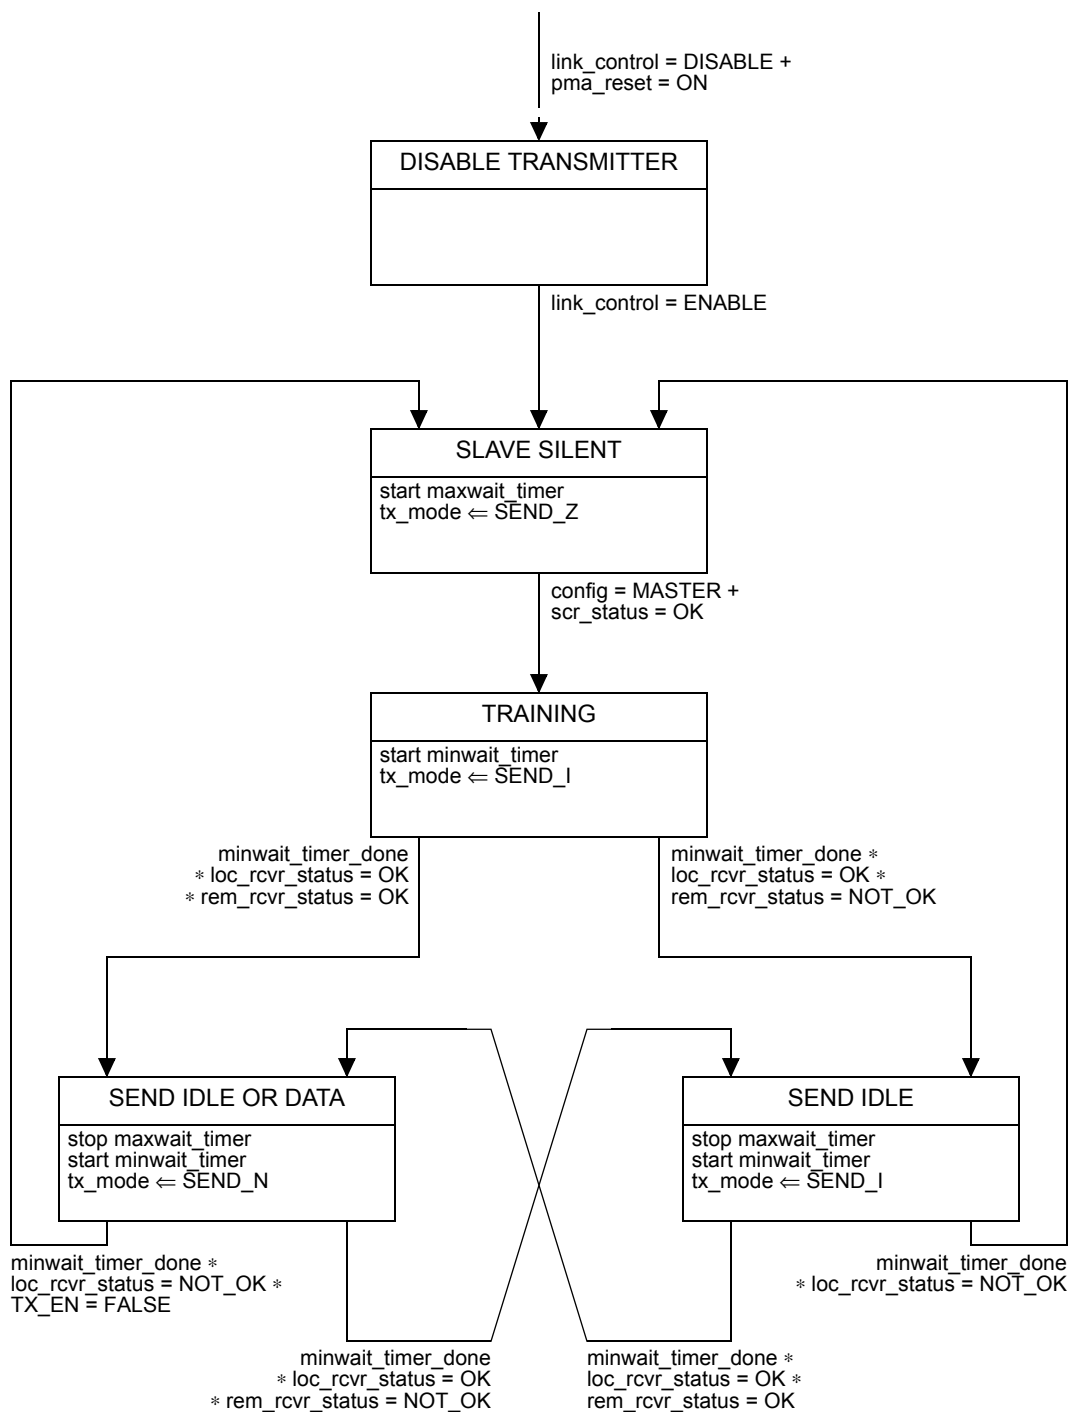 link_control = DISABLE +
pma_reset = ON
DISABLE TRANSMITTER
link_control = ENABLE
SLAVE SILENT
start maxwait_timer
tx_mode ⇐ SEND_Z
config = MASTER +
scr_status = OK
TRAINING
start minwait_timer
tx_mode ⇐ SEND_I
minwait_timer_done
* loc_rcvr_status = OK
* rem_rcvr_status = OK
minwait_timer_done *
loc_rcvr_status = OK *
rem_rcvr_status = NOT_OK
SEND IDLE OR DATA
stop maxwait_timer
start minwait_timer
tx_mode ⇐ SEND_N
SEND IDLE
stop maxwait_timer
start minwait_timer
tx_mode ⇐ SEND_I
minwait_timer_done *
loc_rcvr_status = NOT_OK *
TX_EN = FALSE
minwait_timer_done
* loc_rcvr_status = NOT_OK
minwait_timer_done
* loc_rcvr_status = OK
* rem_rcvr_status = NOT_OK
minwait_timer_done *
loc_rcvr_status = OK *
rem_rcvr_status = OK